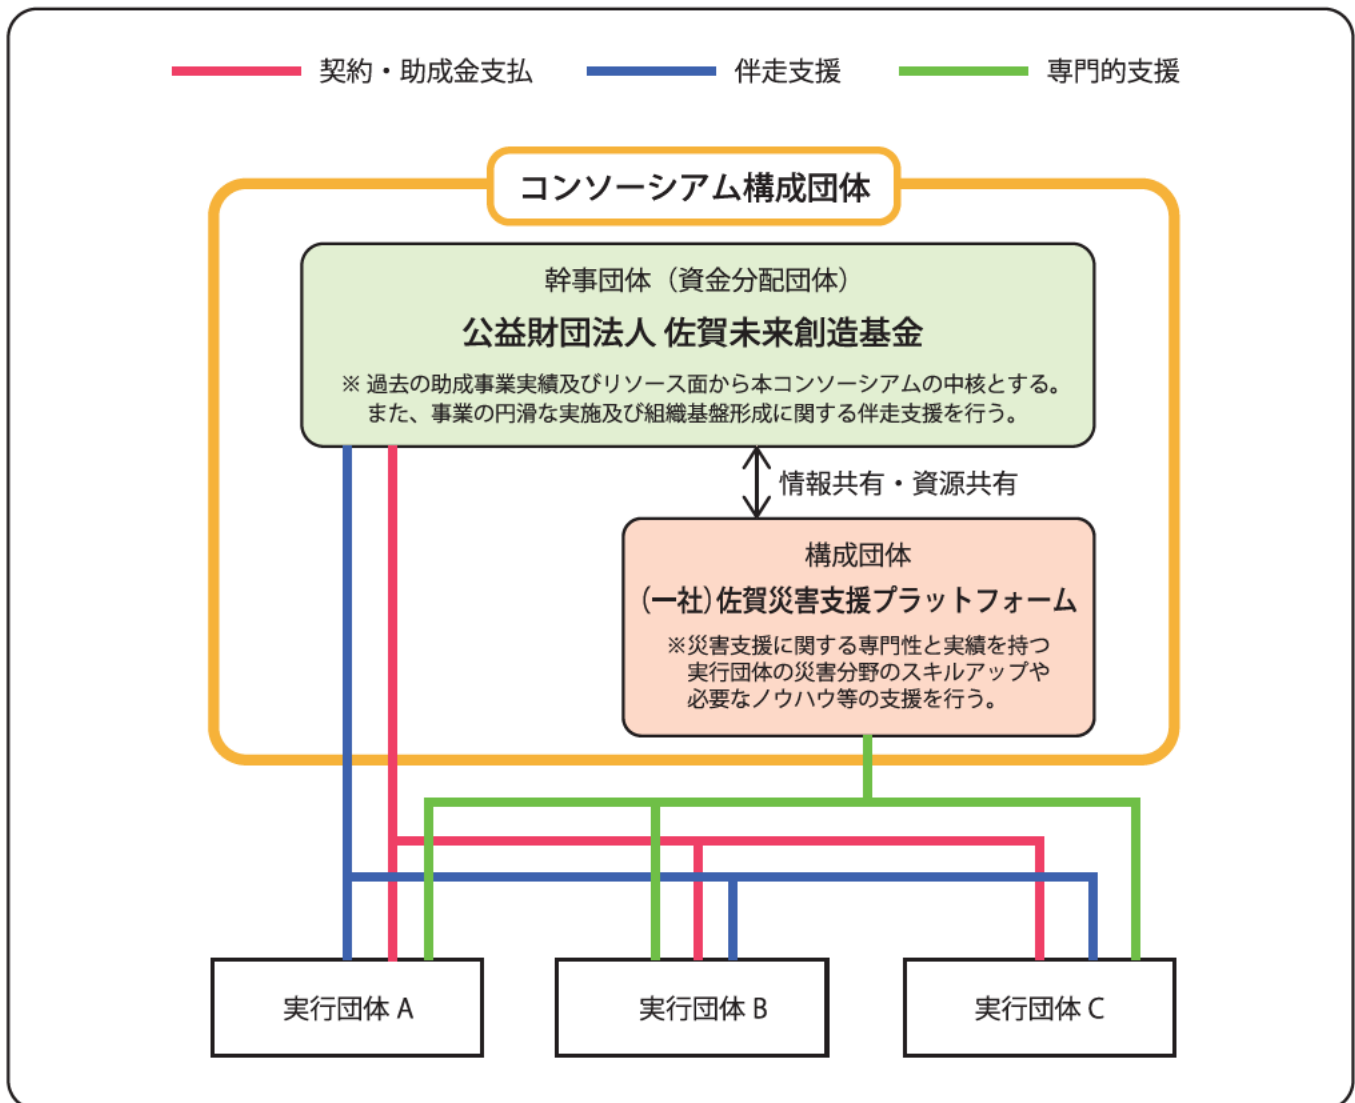 契約・助成金支払
伴走支援
専門的支援
コンソーシアム構成団体
幹事団体（資金分配団体）
公益財団法人 佐賀未来創造基金
※ 過去の助成事業実績及びリソース面から本コンソーシアムの中核とする。
また、事業の円滑な実施及び組織基盤形成に関する伴走支援を行う。
情報共有・資源共有
構成団体
（一社）佐賀災害支援プラットフォーム
※災害支援に関する専門性と実績を持つ
実行団体の災害分野のスキルアップや
必要なノウハウ等の支援を行う。
実行団体 A
実行団体 B
実行団体 C